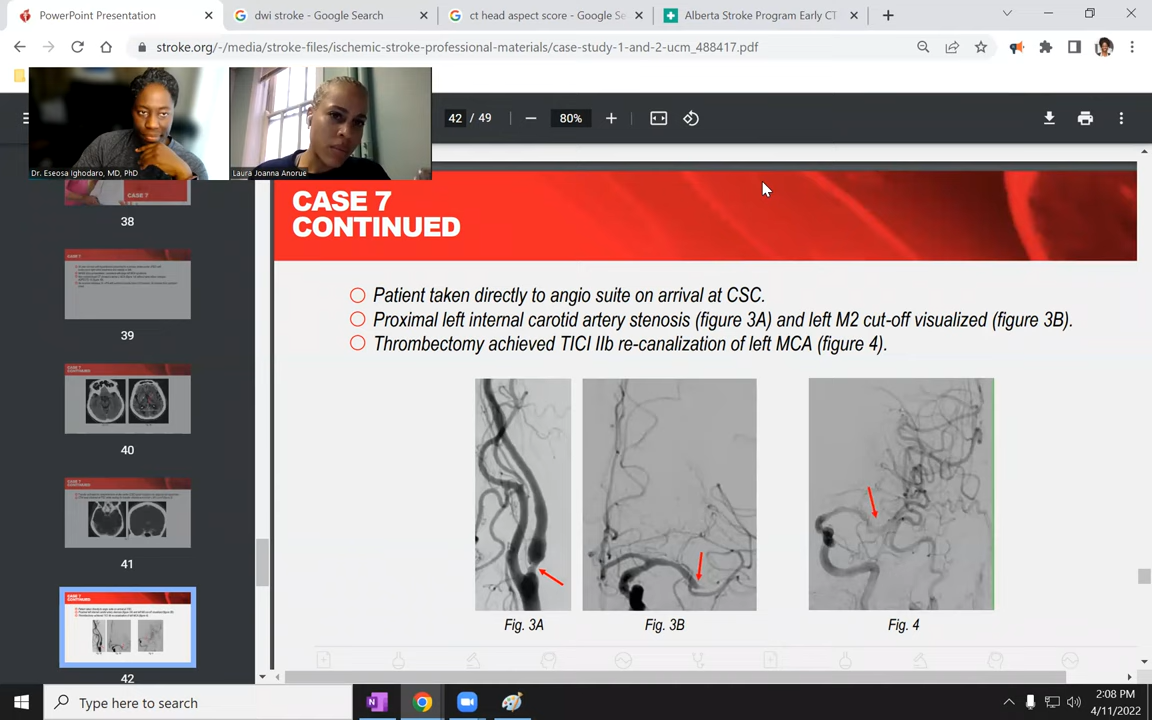 PowerPoint Presentation
dwi stroke - Google Search
ct head aspect score - Google Se
Alberta Stroke Program Early CT
stroke.org/-/media/stroke-files/ischemic-stroke-professional-materials/case-study-1-and-2-ucm_488417.pdf
Dr. Eseosa Ighodaro, MD, PhD
Laura Joanna Anorue
42 / 49
80%
CASE 7
38
39
40
41
42
CASE 7
CONTINUED
Patient taken directly to angio suite on arrival at CSC.
Proximal left internal carotid artery stenosis (figure 3A) and left M2 cut-off visualized (figure 3B).
Thrombectomy achieved TICI IIb re-canalization of left MCA (figure 4).
Fig. 3A
Fig. 3B
Fig. 4
Type here to search
2:08 PM
4/11/2022